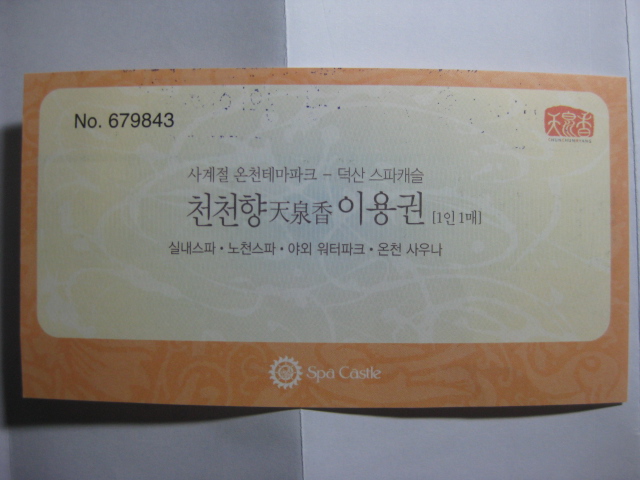 No. 679843
天泉香
사계절 온천테마파크 - 덕산 스파캐슬
천천향天泉香 이용권 [1인 1매]
실내스파 · 노천스파 · 야외 워터파크 · 온천 사우나
Spa Castle